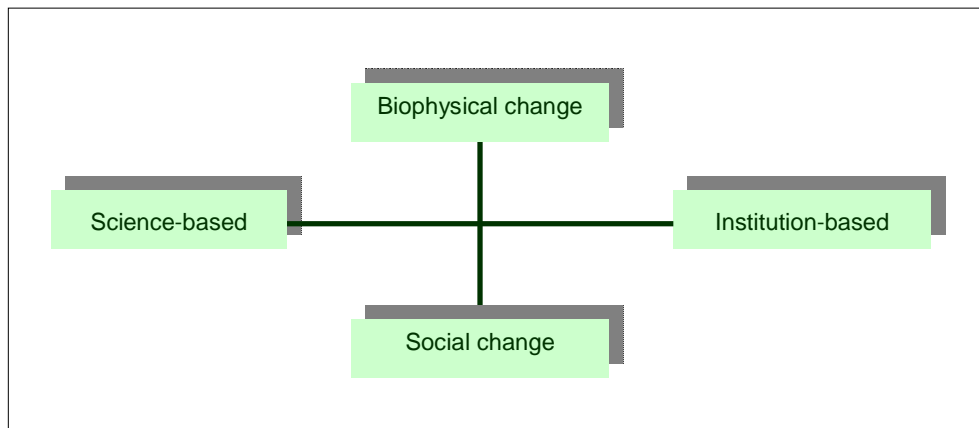 Biophysical change
Science-based
Institution-based
Social change